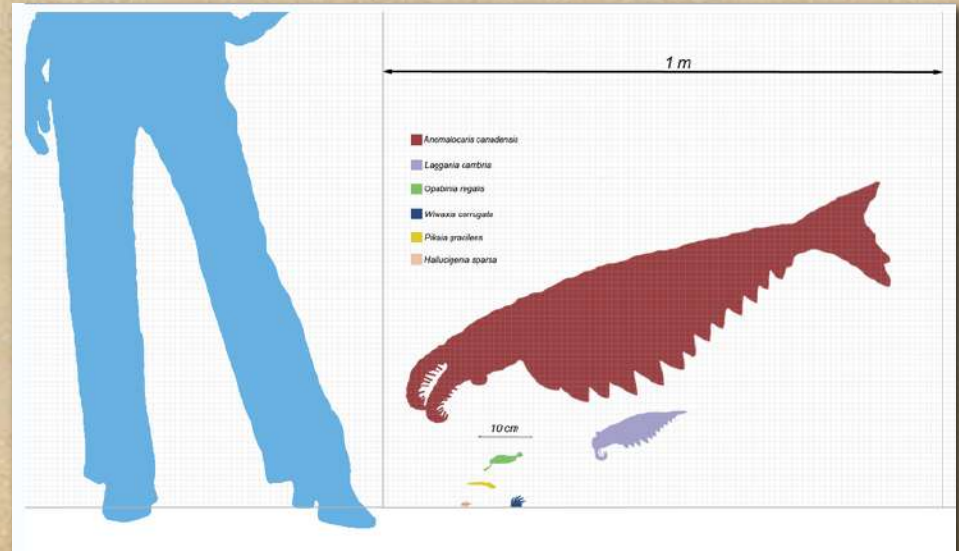 1 m
Anomalocaris canadensis
Laggania cambria
Opabinia regalis
Wiwaxia corrugata
Pikaia gracilens
Hallucigenia sparsa
10 cm